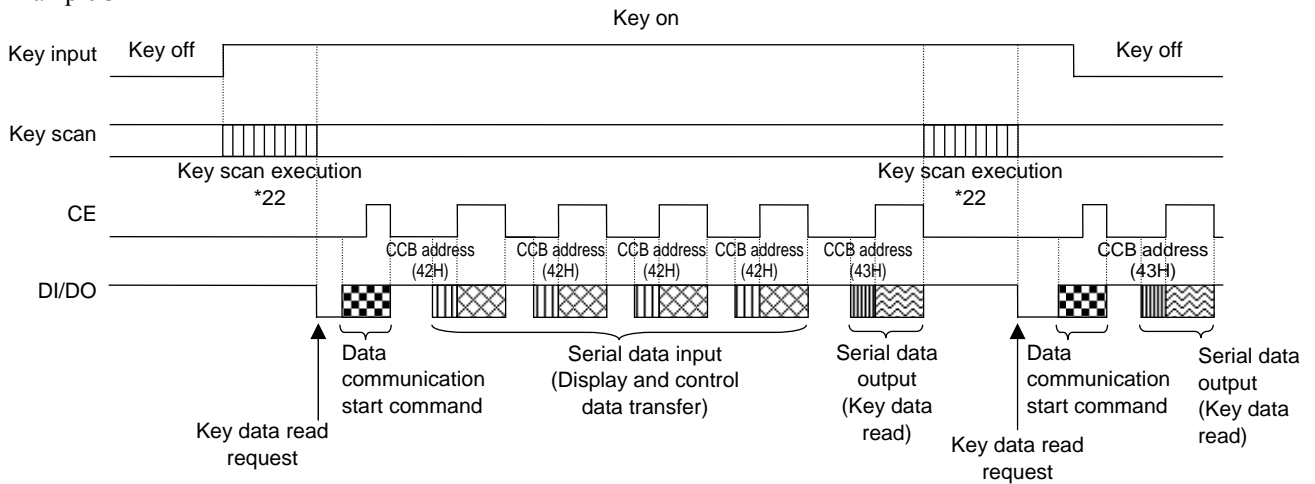 Key on
Key input
Key off
Key off
Key scan
Key scan execution
*22
Key scan execution
*22
CE
CCB address
(42H)
CCB address
(42H)
CCB address
(42H)
CCB address
(42H)
CCB address
(43H)
CCB address
(43H)
DI/DO
Data
communication
start command
Serial data input
(Display and control
data transfer)
Serial data
output
(Key data
read)
Data
communication
start command
Serial data
output
(Key data
read)
Key data read
request
Key data read
request